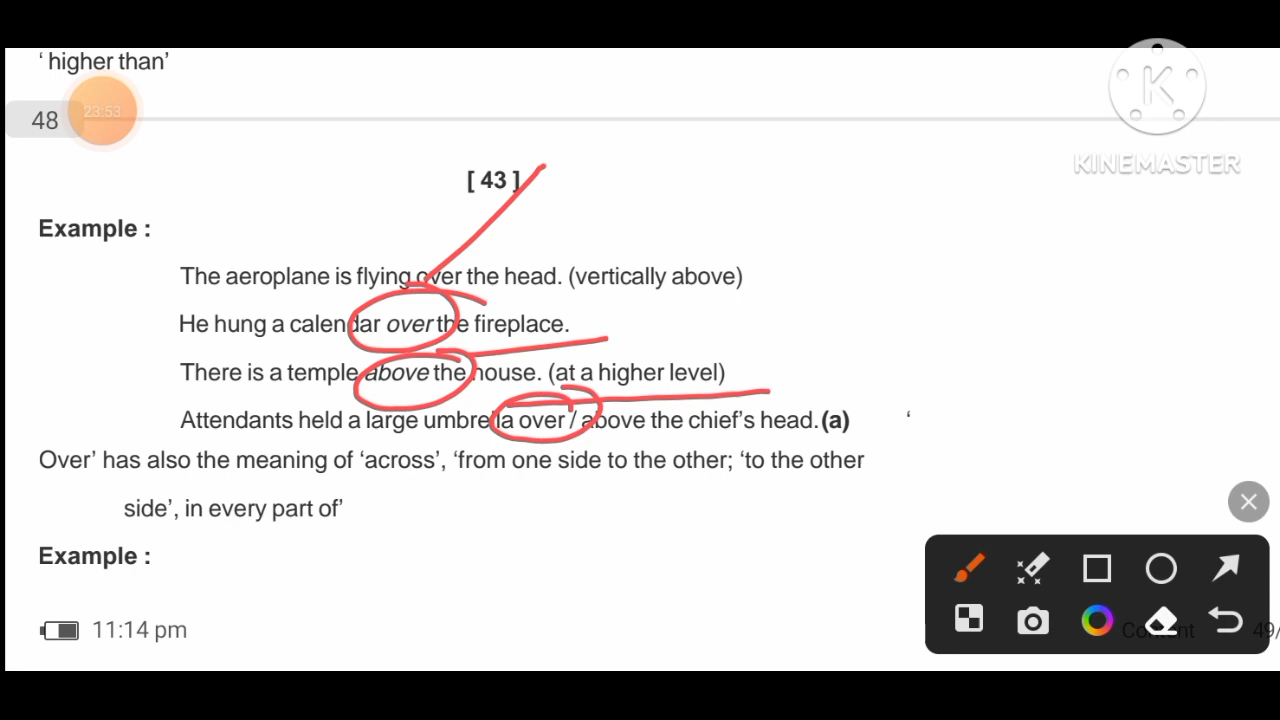 ‘ higher than’
23:53
48
KINEMASTER
[ 43 ]
Example :
The aeroplane is flying over the head. (vertically above)
He hung a calendar over the fireplace.
There is a temple above the house. (at a higher level)
Attendants held a large umbrella over / above the chief’s head. (a) ‘
Over’ has also the meaning of ‘across’, ‘from one side to the other; ‘to the other
side’, in every part of’
Example :
11:14 pm
Content 49/